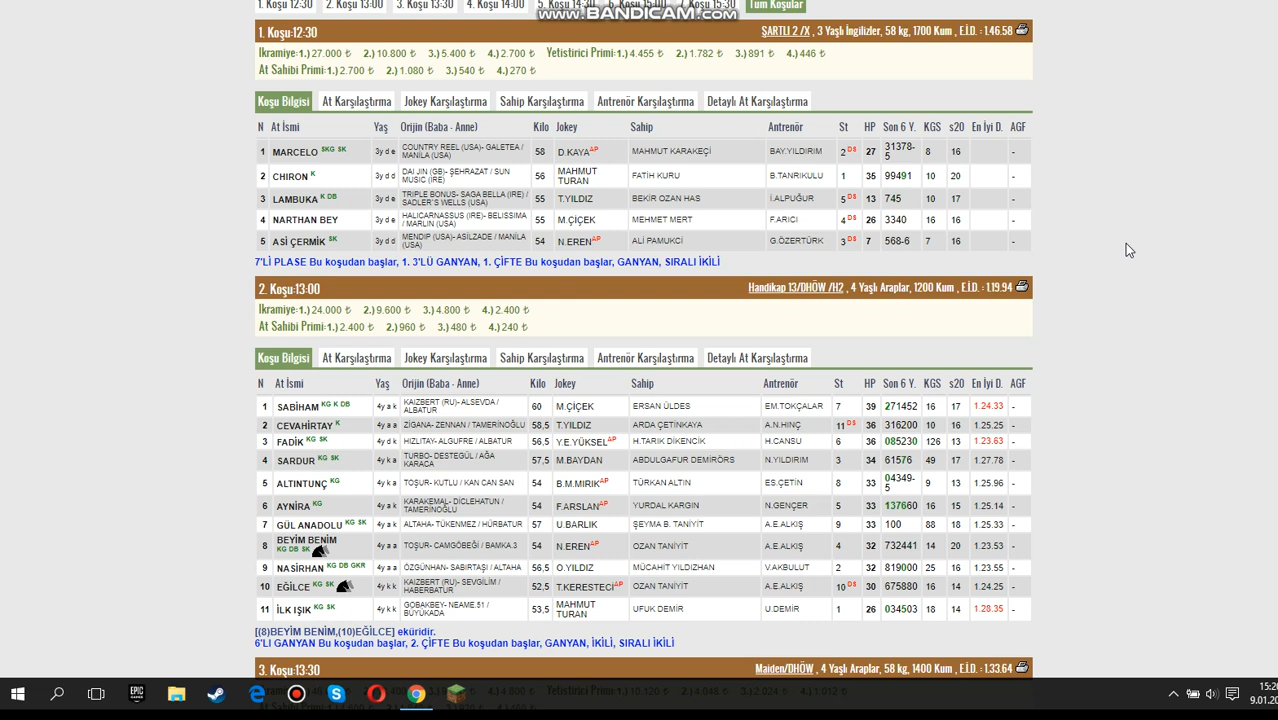 1. Koşu 12:30 2. Koşu 13:00 3. Koşu 13:30 4. Koşu 14:00 5. Koşu 14:30 6. Koşu 15:00 Koşu 15:30 Tüm Koşular
www.BANDICAM.com
1. Koşu:12:30 ŞARTLI 2 /X , 3 Yaşlı İngilizler, 58 kg, 1700 Kum , E.İ.D. : 1.46.58
İkramiye:1.) 27.000 ₺ 2.) 10.800 ₺ 3.) 5.400 ₺ 4.) 2.700 ₺ Yetistirici Primi:1.) 4.455 ₺ 2.) 1.782 ₺ 3.) 891 ₺ 4.) 446 ₺
At Sahibi Primi:1.) 2.700 ₺ 2.) 1.080 ₺ 3.) 540 ₺ 4.) 270 ₺
Koşu Bilgisi At Karşılaştırma Jokey Karşılaştırma Sahip Karşılaştırma Antrenör Karşılaştırma Detaylı At Karşılaştırma
N At İsmi Yaş Orijin (Baba - Anne) Kilo Jokey Sahip Antrenör St HP Son 6 Y. KGS s20 En İyi D. AGF
1 MARCELO SKG SK 3y d e COUNTRY REEL (USA)- GALETEA / MANİLA (USA) 58 D.KAYA AP MAHMUT KARAKEÇİ BAY.YILDIRIM 2 DS 27 31378-5 8 16 -
2 CHIRON K 3y d d DAI JIN (GB)- ŞEHRAZAT / SUN MUSIC (IRE) 56 MAHMUT TURAN FATİH KURU B.TANRIKULU 1 35 99491 10 20 -
3 LAMBUKA K DB 3y d e TRIPLE BONUS- SAGA BELLA (IRE) / SADLER'S WELLS (USA) 55 T.YILDIZ BEKİR OZAN HAS İ.ALPUĞUR 5 DS 13 745 10 17 -
4 NARTHAN BEY 3y d e HALICARNASSUS (IRE)- BELISSIMA / MARLIN (USA) 55 M.ÇİÇEK MEHMET MERT F.ARICI 4 DS 26 3340 16 16 -
5 ASİ ÇERMİK SK 3y d d MENDIP (USA)- ASİLZADE / MANİLA (USA) 54 N.EREN AP ALİ PAMUKCİ G.ÖZERTÜRK 3 DS 7 568-6 7 16 -
7'Lİ PLASE Bu koşudan başlar, 1. 3'LÜ GANYAN, 1. ÇİFTE Bu koşudan başlar, GANYAN, SIRALI İKİLİ
2. Koşu:13:00 Handikap 13/DHÖW /H2 , 4 Yaşlı Araplar, 1200 Kum , E.İ.D. : 1.19.94
İkramiye:1.) 24.000 ₺ 2.) 9.600 ₺ 3.) 4.800 ₺ 4.) 2.400 ₺
At Sahibi Primi:1.) 2.400 ₺ 2.) 960 ₺ 3.) 480 ₺ 4.) 240 ₺
Koşu Bilgisi At Karşılaştırma Jokey Karşılaştırma Sahip Karşılaştırma Antrenör Karşılaştırma Detaylı At Karşılaştırma
N At İsmi Yaş Orijin (Baba - Anne) Kilo Jokey Sahip Antrenör St HP Son 6 Y. KGS s20 En İyi D. AGF
1 SABİHAM KG K DB 4y a k KAIZBERT (RU)- ALSEVDA / ALBATUR 60 M.ÇİÇEK ERSAN ÜLDES EM.TOKÇALAR 7 39 271452 16 17 1.24.33 -
2 CEVAHİRTAY K 4y a a ZİGANA- ZENNAN / TAMERİNOĞLU 58,5 T.YILDIZ ARDA ÇETİNKAYA A.N.HINÇ 11 DS 36 316200 10 16 1.25.25 -
3 FADİK KG SK 4y d k HIZLITAY- ALGUFRE / ALBATUR 56,5 Y.E.YÜKSEL AP H.TARIK DİKENCİK H.CANSU 6 36 085230 126 13 1.23.63 -
4 SARDUR KG SK 4y k a TURBO- DESTEGÜL / AĞA KARACA 57,5 M.BAYDAN ABDULGAFUR DEMİRÖRS N.YILDIRIM 3 34 61576 49 17 1.27.78 -
5 ALTINTUNÇ KG 4y k a TOŞUR- KUTLU / KAN CAN SAN 54 B.M.MIRIK AP TÜRKAN ALTIN ES.ÇETİN 8 33 04349-5 9 13 1.25.96 -
6 AYNİRA KG 4y a k KARAKEMAL- DİCLEHATUN / TAMERİNOĞLU 54 F.ARSLAN AP YURDAL KARGIN N.GENÇER 5 33 137660 16 15 1.25.14 -
7 GÜL ANADOLU KG SK 4y a k ALTAHA- TÜKENMEZ / HÜRBATUR 57 U.BARLIK ŞEYMA B. TANİYİT A.E.ALKIŞ 9 33 100 88 18 1.25.33 -
8 BEYİM BENİM KG DB SK 4y a a TOŞUR- CAMGÖBEĞİ / BAMKA.3 54 N.EREN AP OZAN TANİYİT A.E.ALKIŞ 4 32 732441 14 20 1.23.53 -
9 NASIRHAN KG DB GKR 4y a a ÖZGÜNHAN- SABIRTAŞI / ALTAHA 56,5 O.YILDIZ MÜCAHİT YILDIZHAN V.AKBULUT 2 32 819000 25 16 1.23.55 -
10 EĞİLCE KG SK 4y k k KAIZBERT (RU)- SEVGİLİM / HABERBATUR 52,5 T.KERESTECİ AP OZAN TANİYİT A.E.ALKIŞ 10 DS 30 675880 16 14 1.24.25 -
11 İLK IŞIK KG SK 4y k k GOBAKBEY- NEAME.51 / BÜYÜKADA 53,5 MAHMUT TURAN UFUK DEMİR U.DEMİR 1 26 034503 18 14 1.28.35 -
[(8)BEYİM BENİM,(10)EĞİLCE] eküridir.
6'LI GANYAN Bu koşudan başlar, 2. ÇİFTE Bu koşudan başlar, GANYAN, İKİLİ, SIRALI İKİLİ
3. Koşu:13:30 Maiden/DHÖW , 4 Yaşlı Araplar, 58 kg, 1400 Kum , E.İ.D. : 1.33.64
EPIC
15:20
9.01.20